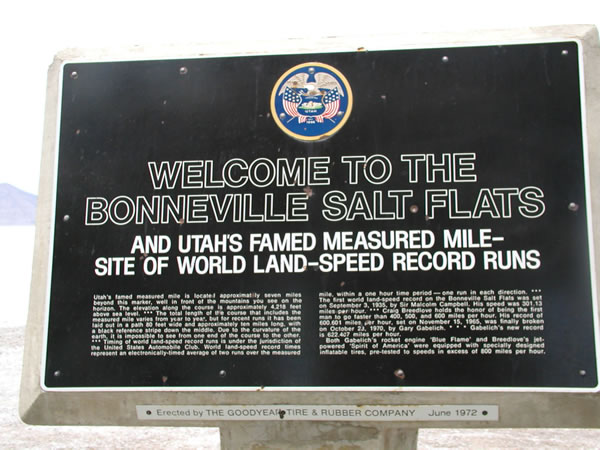 UTAH
WELCOME TO THE
BONNEVILLE SALT FLATS
AND UTAH'S FAMED MEASURED MILE–
SITE OF WORLD LAND–SPEED RECORD RUNS
Utah's famed measured mile is located approximatlly seven miles
beyond this marker, well in front of the mountains you see on the
horizon. The elevation along the course is approximately 4,218 feet
above sea level. *** The total length of the course that includes the
measured mile varies from year to year, but for recent runs it has been
laid out in a path 80 feet wide and approximately ten miles long, with
a black reference stripe down the middle. Due to the curvature of the
earth, it is impossible to see from one end of the course to the other.
*** Timing of world land-speed record runs is under the jurisdiction of
the United States Automobile Club. World land-speed record times
represent an electronically-timed average of two runs over the measured
mile, within a one hour time period — one run in each direction. ***
The first world land-speed record on the Bonneville Salt Flats was set
on September 3, 1935, by Sir Malcolm Campbell. His speed was 301.13
miles per hour. *** Craig Breedlove holds the honor of being the first
man to go faster than 400, 500, and 600 miles per hour. His record of
600.601 miles per hour, set on November 15, 1965, was finally broken
on October 23, 1970, by Gary Gabelich. *** Gabelich's new record
is 622.407 miles per hour.
Both Gabelich's rocket engine 'Blue Flame' and Breedlove's jet-
powered 'Spirit of America' were equipped with specially designed
inflatable tires, pre-tested to speeds in excess of 800 miles per hour.
Erected by THE GOODYEAR TIRE & RUBBER COMPANY June 1972